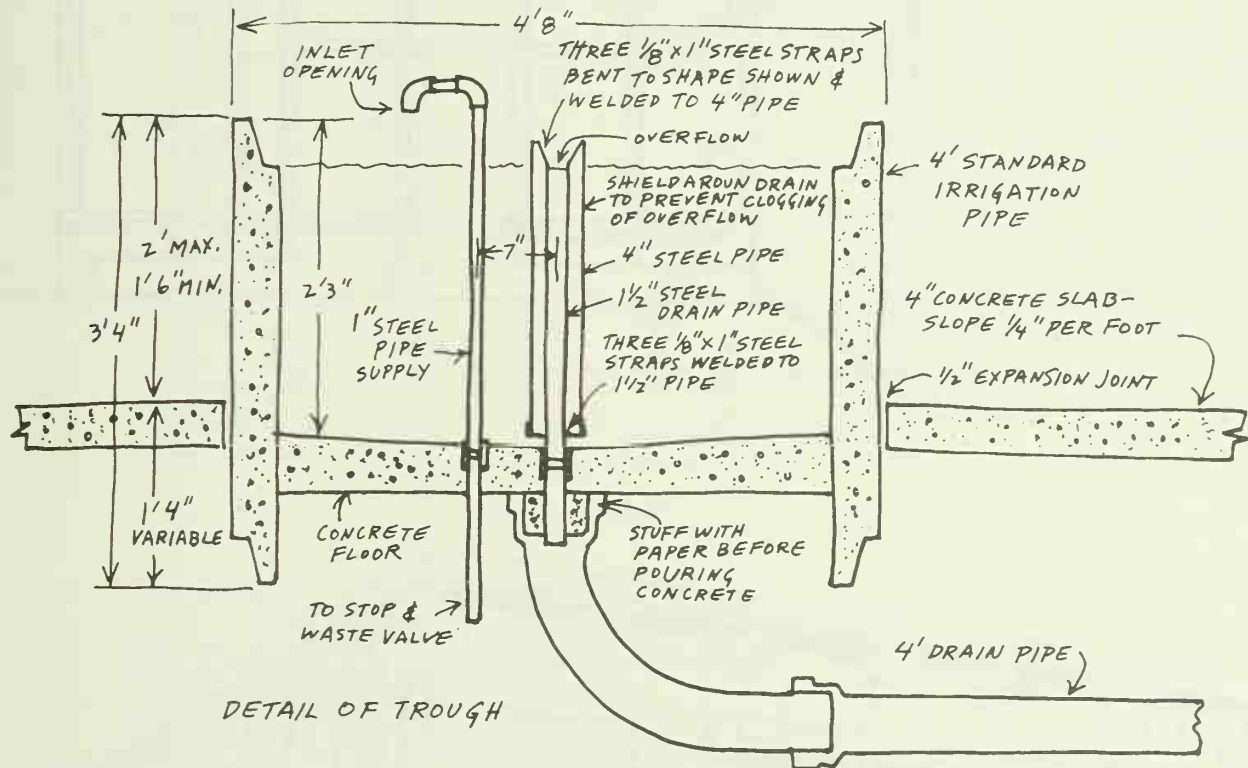 4'8"
INLET
OPENING
THREE 1/8" X 1" STEEL STRAPS
BENT TO SHAPE SHOWN &
WELDED TO 4" PIPE
OVERFLOW
SHIELD AROUN DRAIN
TO PREVENT CLOGGING
OF OVERFLOW
4' STANDARD
IRRIGATION
PIPE
2' MAX.
1'6" MIN.
7"
4" STEEL PIPE
2'3"
3'4"
1" STEEL
PIPE
SUPPLY
1 1/2" STEEL
DRAIN PIPE
4" CONCRETE SLAB-
SLOPE 1/4" PER FOOT
THREE 1/8" X 1" STEEL
STRAPS WELDED TO
1 1/2" PIPE
1/2" EXPANSION JOINT
1'4"
VARIABLE
CONCRETE
FLOOR
STUFF WITH
PAPER BEFORE
POURING
CONCRETE
TO STOP &
WASTE VALVE
4' DRAIN PIPE
DETAIL OF TROUGH